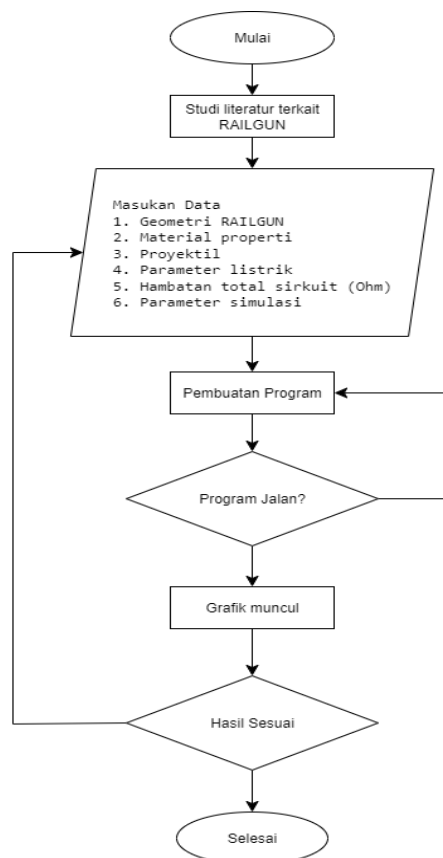 Mulai
Studi literatur terkait
RAILGUN
Masukan Data
1. Geometri RAILGUN
2. Material properti
3. Proyektil
4. Parameter listrik
5. Hambatan total sirkuit (Ohm)
6. Parameter simulasi
Pembuatan Program
Program Jalan?
Grafik muncul
Hasil Sesuai
Selesai